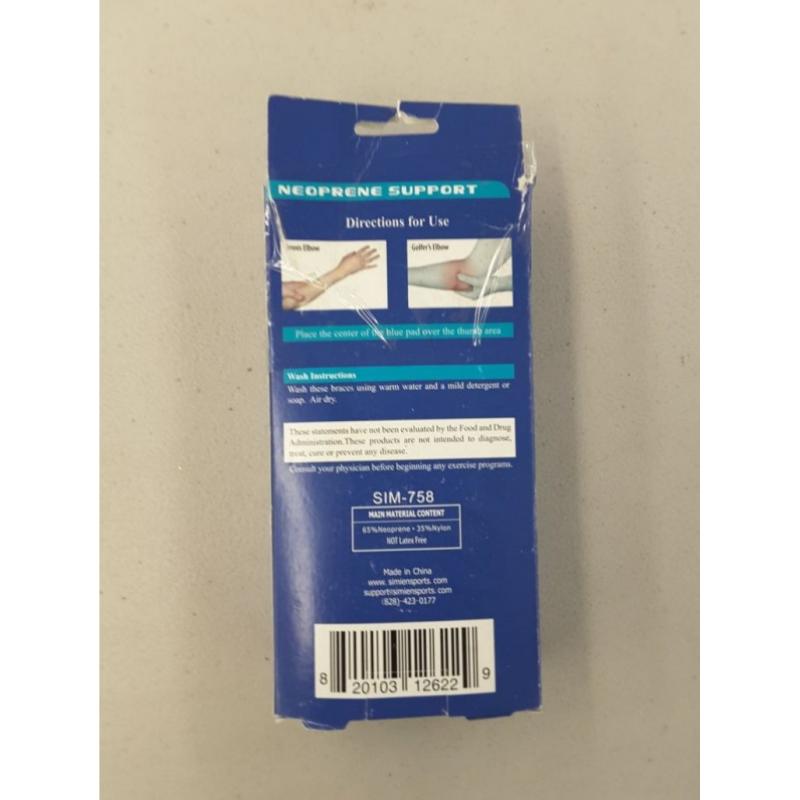 NEOPRENE SUPPORT
Directions for Use
Elbow
Golfer's Elbow
Place the center of the blue pad over the thumb area
Wash Instructions
Wash these braces using warm water and a mild detergent or
soap. Air dry.
These statements have not been evaluated by the Food and Drug
Administration.These products are not intended to diagnose,
treat, cure or prevent any disease.
Consult your physician before beginning any exercise programs.
SIM-758
MAIN MATERIAL CONTENT
65%Neoprene • 35%Nylon
NOT Latex Free
Made in China
www. simiensports. com
support@simiensports. com
(828)-423-0177
8 20103 12622 9